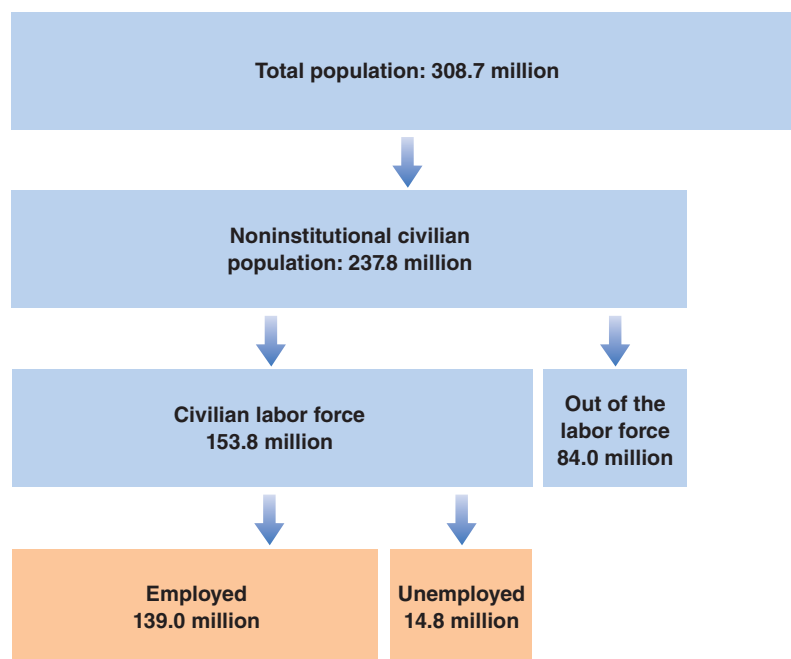 Total population: 308.7 million
Noninstitutional civilian
population: 237.8 million
Civilian labor force
153.8 million
Out of the
labor force
84.0 million
Employed
139.0 million
Unemployed
14.8 million